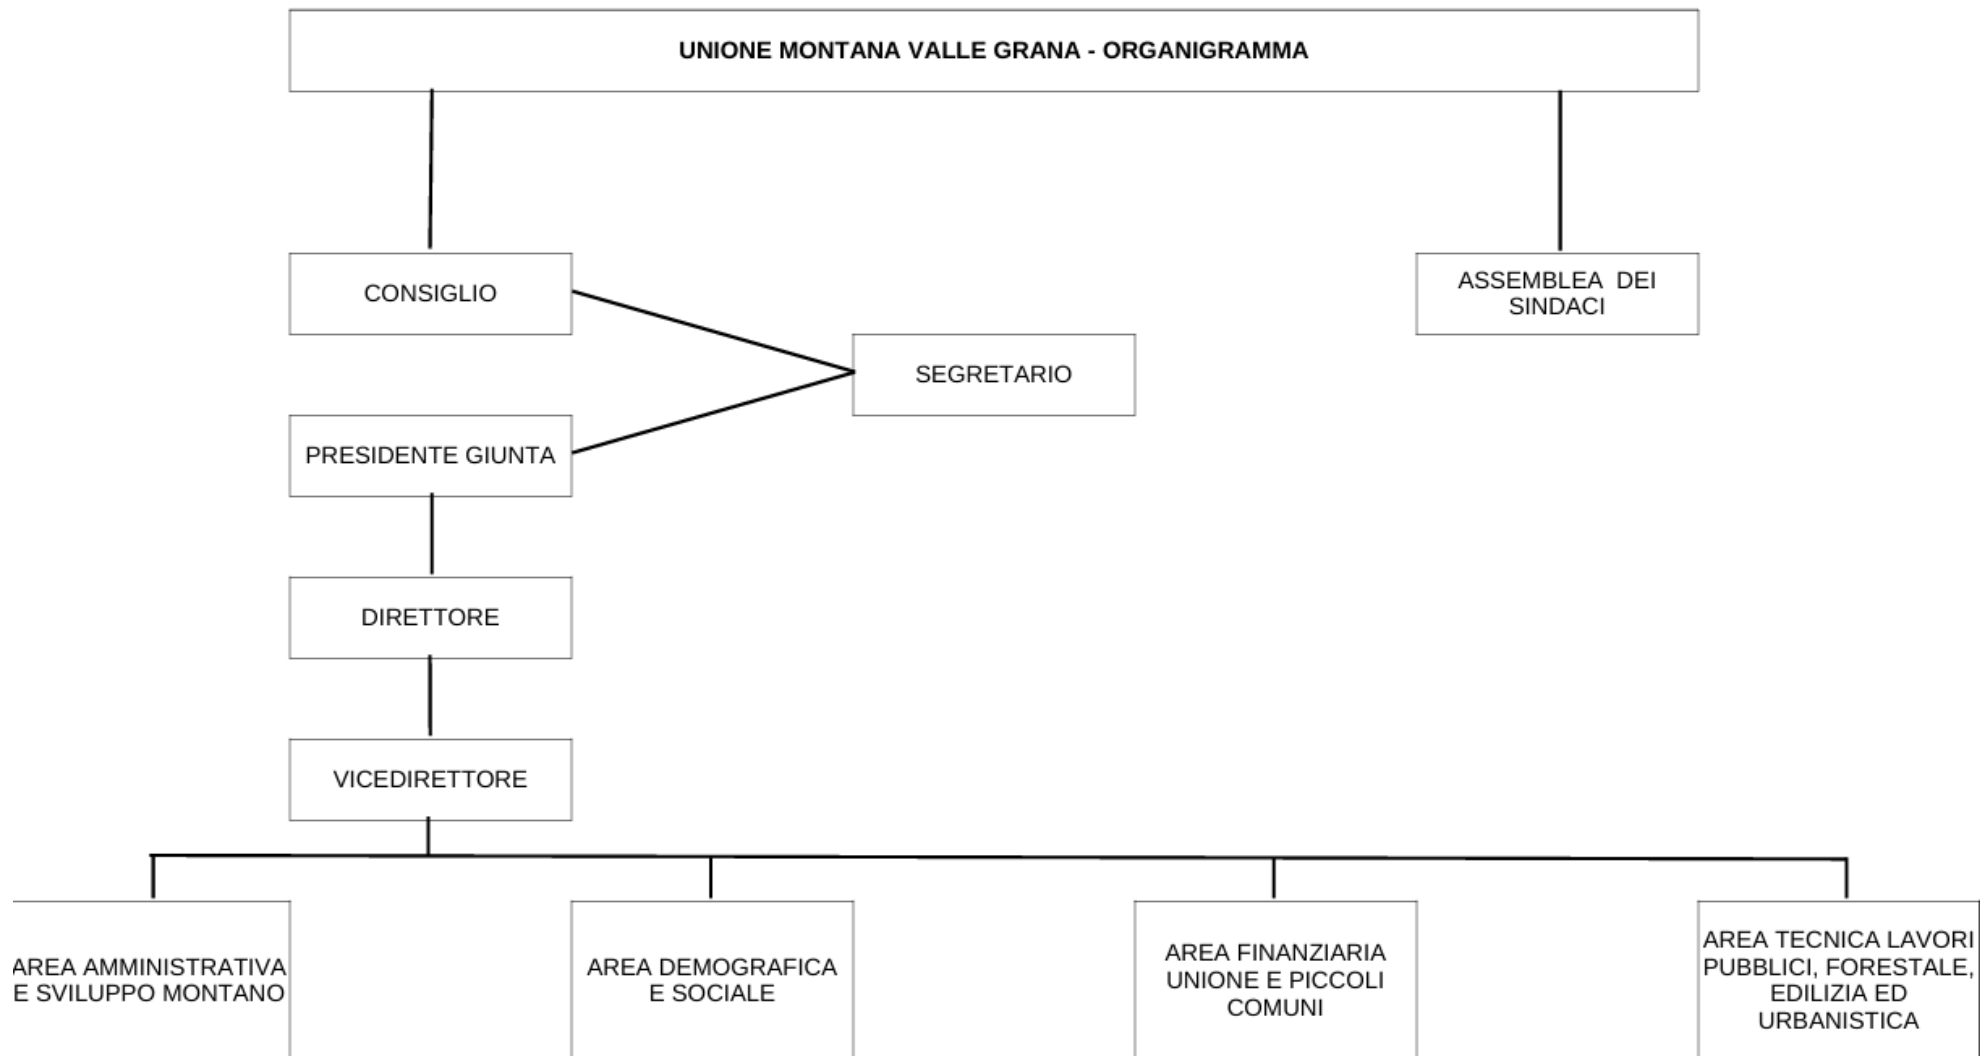 UNIONE MONTANA VALLE GRANA - ORGANIGRAMMA
CONSIGLIO
ASSEMBLEA DEI
SINDACI
SEGRETARIO
PRESIDENTE GIUNTA
DIRETTORE
VICEDIRETTORE
AREA AMMINISTRATIVA
E SVILUPPO MONTANO
AREA DEMOGRAFICA
E SOCIALE
AREA FINANZIARIA
UNIONE E PICCOLI
COMUNI
AREA TECNICA LAVORI
PUBBLICI, FORESTALE,
EDILIZIA ED
URBANISTICA